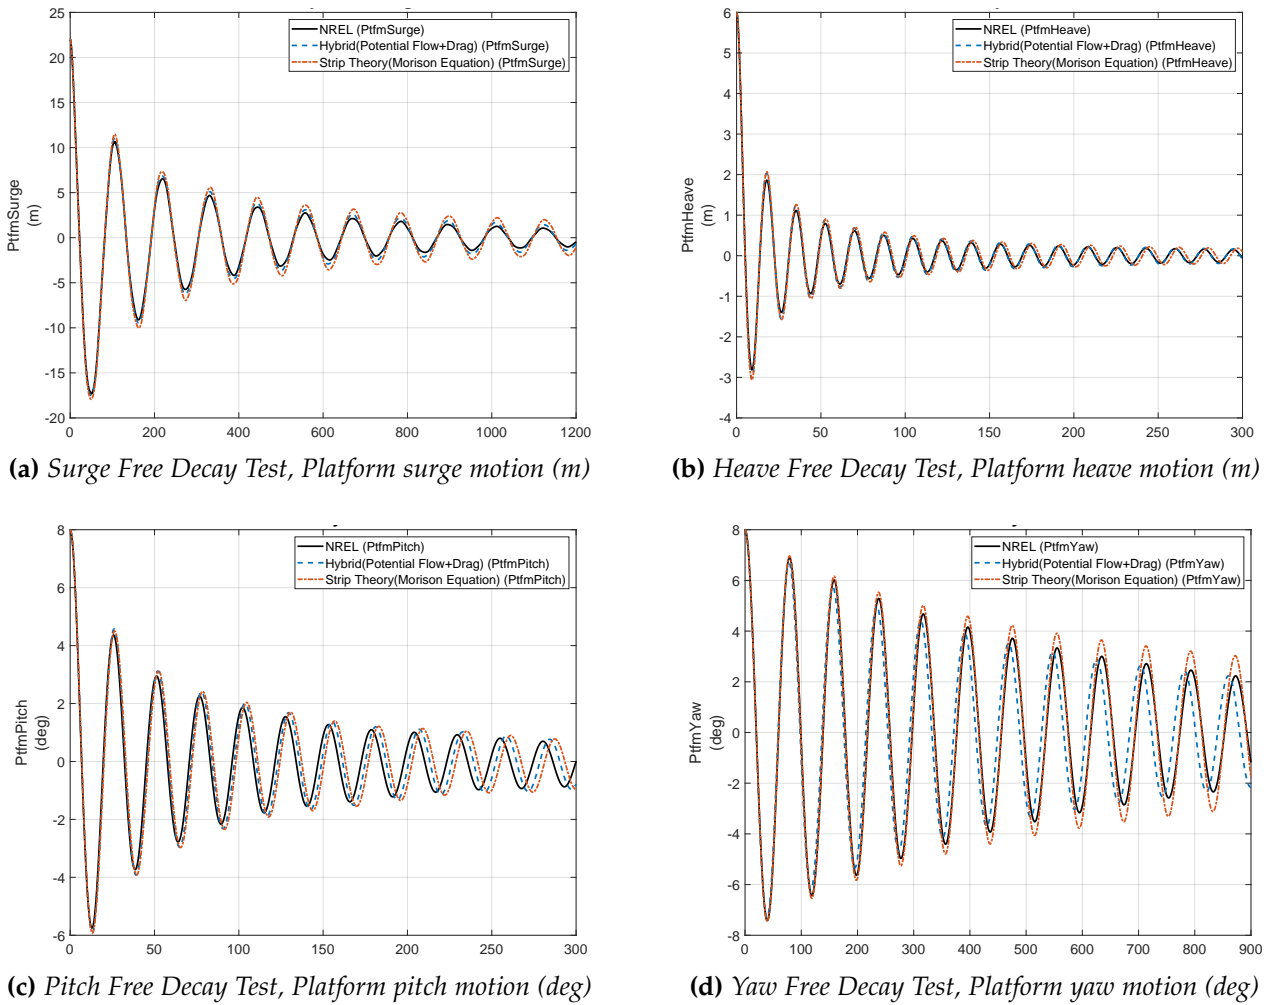 NREL (PtfmSurge)
Hybrid(Potential Flow+Drag) (PtfmSurge)
Strip Theory(Morison Equation) (PtfmSurge)
25
20
15
10
5
0
-5
-10
-15
-20
PtfmSurge
(m)
0 200 400 600 800 1000 1200
(a) Surge Free Decay Test, Platform surge motion (m)
NREL (PtfmHeave)
Hybrid(Potential Flow+Drag) (PtfmHeave)
Strip Theory(Morison Equation) (PtfmHeave)
6
5
4
3
2
1
0
-1
-2
-3
-4
PtfmHeave
(m)
0 50 100 150 200 250 300
(b) Heave Free Decay Test, Platform heave motion (m)
NREL (PtfmPitch)
Hybrid(Potential Flow+Drag) (PtfmPitch)
Strip Theory(Morison Equation) (PtfmPitch)
8
6
4
2
0
-2
-4
-6
PtfmPitch
(deg)
0 50 100 150 200 250 300
(c) Pitch Free Decay Test, Platform pitch motion (deg)
NREL (PtfmYaw)
Hybrid(Potential Flow+Drag) (PtfmYaw)
Strip Theory(Morison Equation) (PtfmYaw)
8
6
4
2
0
-2
-4
-6
-8
PtfmYaw
(deg)
0 100 200 300 400 500 600 700 800 900
(d) Yaw Free Decay Test, Platform yaw motion (deg)